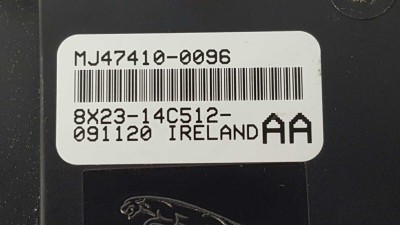 MJ47410-0096
8X23-14C512-
091120 IRELAND AA